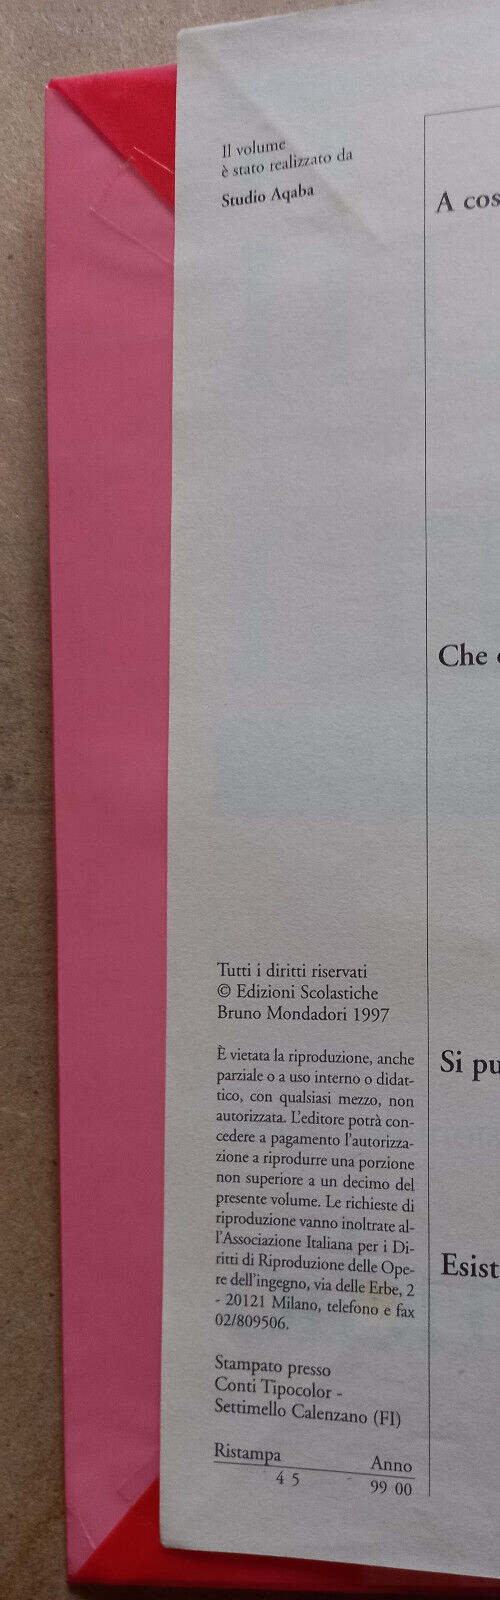 Il volume
è stato realizzato da
Studio Aqaba
A cos
Che
Si pu
Esist
Tutti i diritti riservati
© Edizioni Scolastiche
Bruno Mondadori 1997
È vietata la riproduzione, anche
parziale o a uso interno o didat-
tico, con qualsiasi mezzo, non
autorizzata. L'editore potrà con-
cedere a pagamento l'autorizza-
zione a riprodurre una porzione
non superiore a un decimo del
presente volume. Le richieste di
riproduzione vanno inoltrate al-
l'Associazione Italiana per i Di-
ritti di Riproduzione delle Ope-
re dell'ingegno, via delle Erbe, 2
- 20121 Milano, telefono e fax
02/809506.
Stampato presso
Conti Tipocolor -
Settimello Calenzano (FI)
Ristampa Anno
4 5 99 00